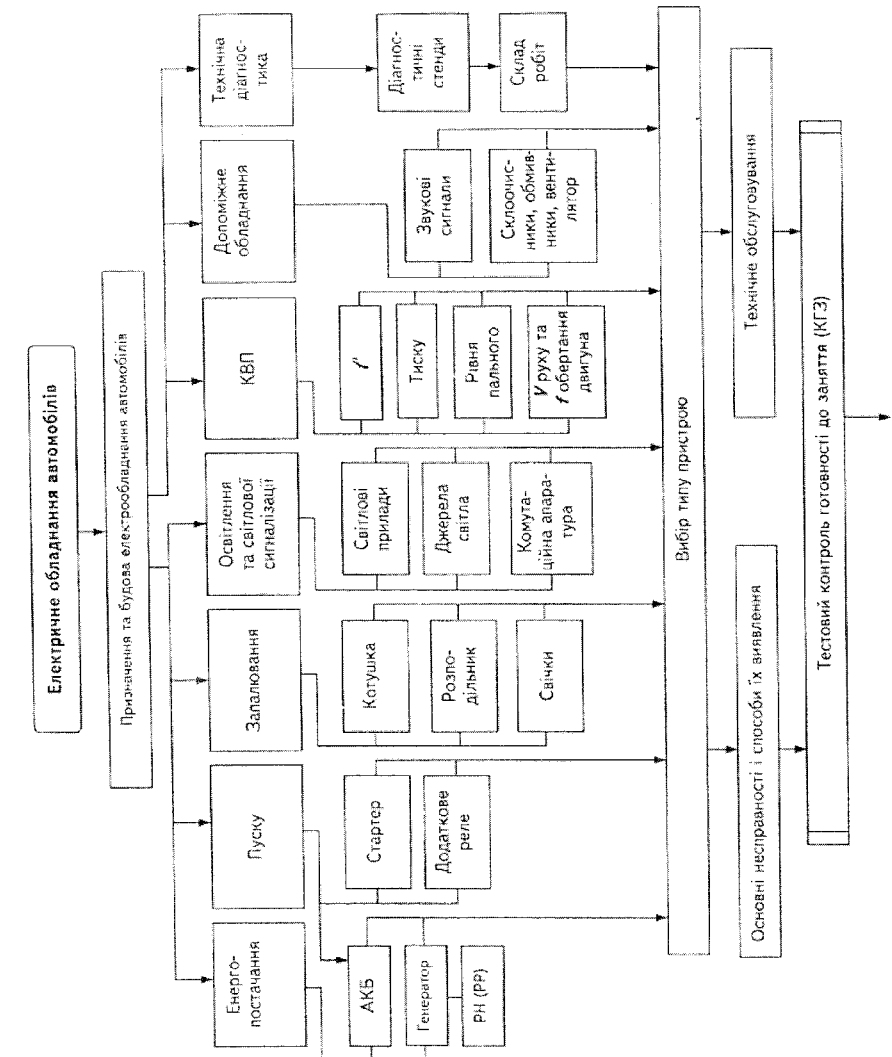 Електричне обладнання автомобілів
Призначення та будова електрообладнання автомобілів
Енерго-
постачання
Пуску
Запалювання
Освітлення
та світлової
сигналізації
КВП
Допоміжне
обладнання
Технічна
діагнос-
тика
АКБ
Генератор
РН (РР)
Стартер
Додаткове
реле
Котушка
Розпо-
дільник
Свічки
Світлові
прилади
Джерела
світла
Комута-
ційна апара-
тура
Тиску
Рівня
пального
V руху та
f обертання
двигуна
Звукові
сигнали
Склоочис-
ники, обмив-
ники, венти-
лятор
Діагнос-
тичні
стенди
Склад
робіт
Вибір типу пристрою
Основні несправності і способи їх виявлення
Технічне обслуговування
Тестовий контроль готовності до заняття (КГЗ)